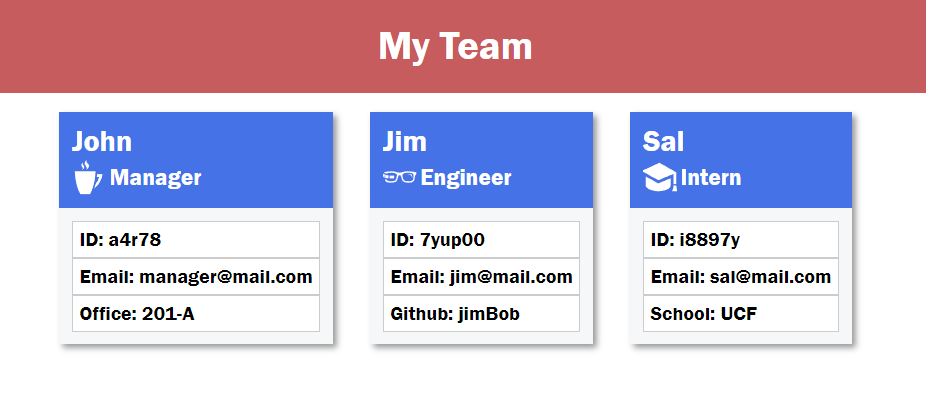 My Team
John
Manager
ID: a4r78
Email: manager@mail.com
Office: 201-A
Jim
Engineer
ID: 7yup00
Email: jim@mail.com
Github: jimBob
Sal
Intern
ID: i8897y
Email: sal@mail.com
School: UCF